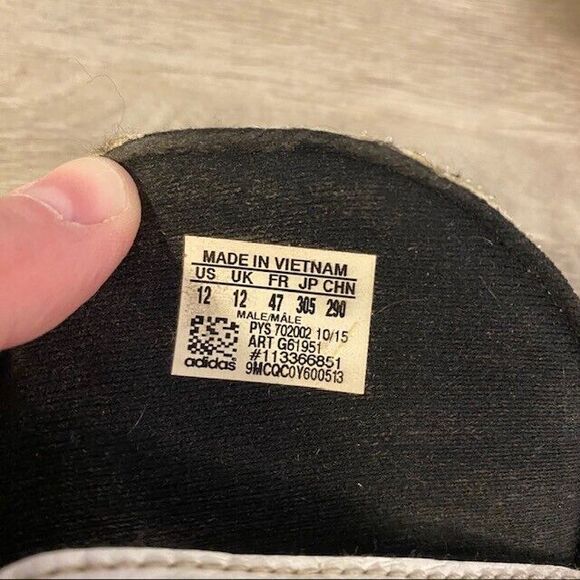 MADE IN VIETNAM
US UK FR JP CHN
12 12 47 305 290
MALE/MÂLE
PYS 702002 10/15
ART G61951
#113366851
adidas 9MCQC0Y600513